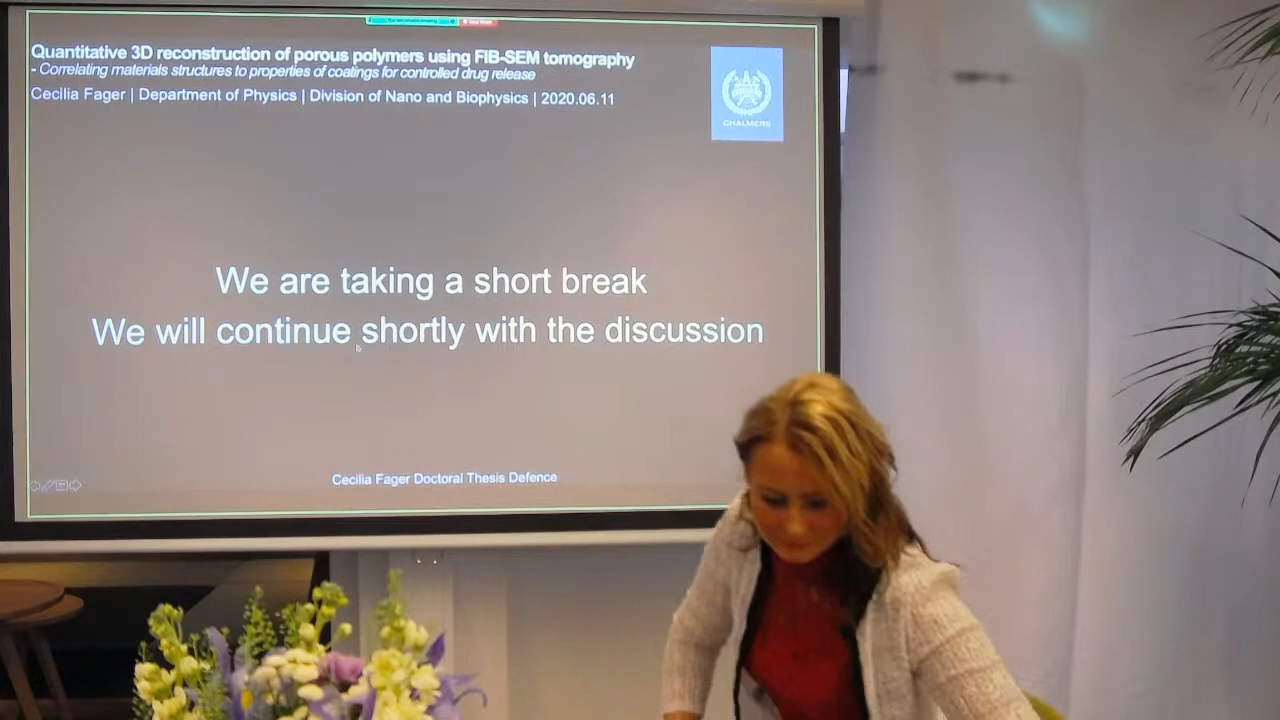 Quantitative 3D reconstruction of porous polymers using FIB-SEM tomography
- Correlating materials structures to properties of coatings for controlled drug release
Cecilia Fager | Department of Physics | Division of Nano and Biophysics | 2020.06.11
CHALMERS
We are taking a short break
We will continue shortly with the discussion
Cecilia Fager Doctoral Thesis Defence